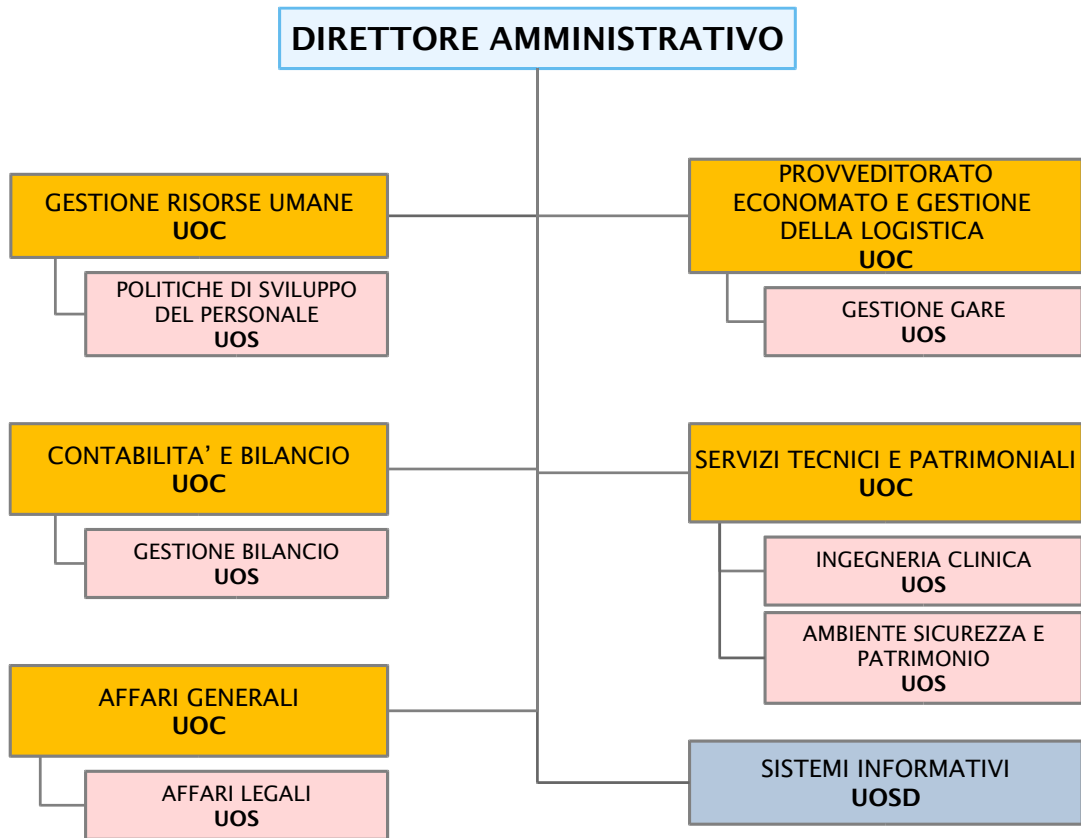 DIRETTORE AMMINISTRATIVO
GESTIONE RISORSE UMANE
UOC
POLITICHE DI SVILUPPO
DEL PERSONALE
UOS
CONTABILITA’ E BILANCIO
UOC
GESTIONE BILANCIO
UOS
AFFARI GENERALI
UOC
AFFARI LEGALI
UOS
PROVVEDITORATO
ECONOMATO E GESTIONE
DELLA LOGISTICA
UOC
GESTIONE GARE
UOS
SERVIZI TECNICI E PATRIMONIALI
UOC
INGEGNERIA CLINICA
UOS
AMBIENTE SICUREZZA E
PATRIMONIO
UOS
SISTEMI INFORMATIVI
UOSD